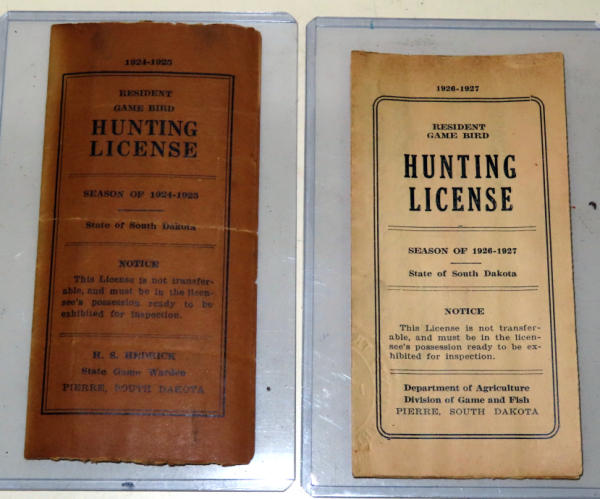 1924-1925
RESIDENT
GAME BIRD
HUNTING
LICENSE
SEASON OF 1924-1925
State of South Dakota
NOTICE
This License is not transfer-
able, and must be in the licen-
see's possession ready to be
exhibited for inspection.
H. S. HEDRICK
State Game Warden
PIERRE, SOUTH DAKOTA
1926-1927
RESIDENT
GAME BIRD
HUNTING
LICENSE
SEASON OF 1926-1927
State of South Dakota
NOTICE
This License is not transfer-
able, and must be in the licen-
see's possession ready to be ex-
hibited for inspection.
Department of Agriculture
Division of Game and Fish
PIERRE, SOUTH DAKOTA